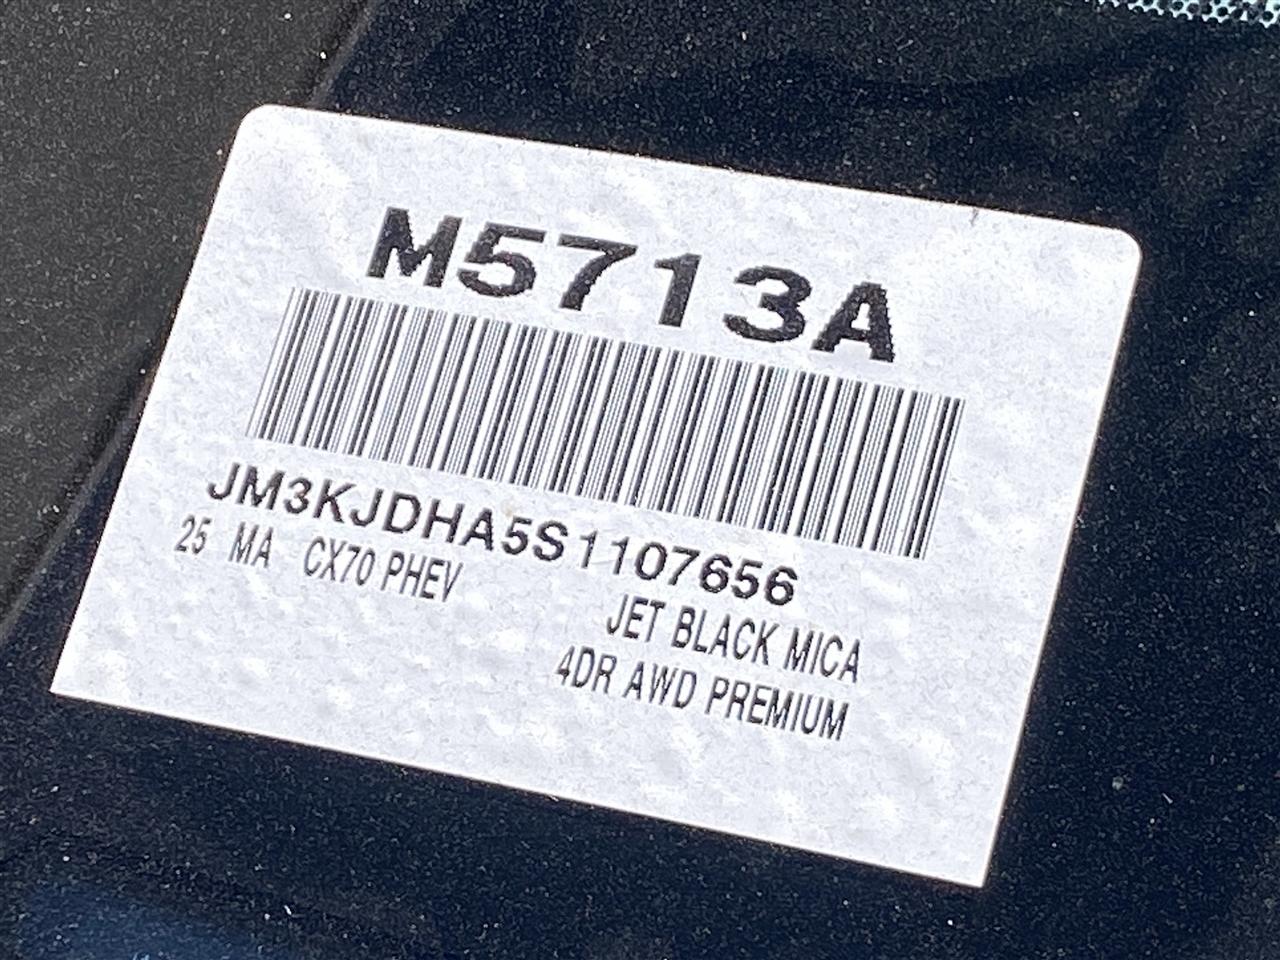 M5713A
JM3KJDHA5S1107656
25 MA CX70 PHEV
JET BLACK MICA
4DR AWD PREMIUM